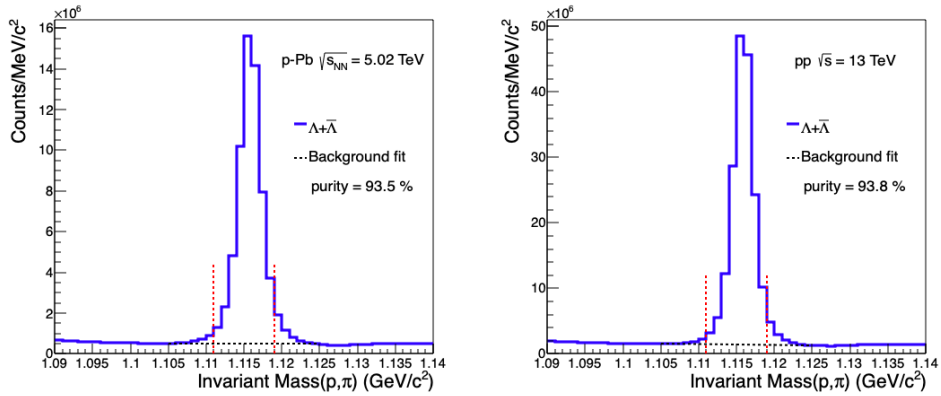 ×10⁶
Counts/MeV/c²
16
14
12
10
8
6
4
2
0
p-Pb √s_NN = 5.02 TeV
Λ+Λ̅
Background fit
purity = 93.5 %
1.09 1.095 1.1 1.105 1.11 1.115 1.12 1.125 1.13 1.135 1.14
Invariant Mass(p,π) (GeV/c²)
×10⁶
Counts/MeV/c²
50
40
30
20
10
0
pp √s = 13 TeV
Λ+Λ̅
Background fit
purity = 93.8 %
1.09 1.095 1.1 1.105 1.11 1.115 1.12 1.125 1.13 1.135 1.14
Invariant Mass(p,π) (GeV/c²)